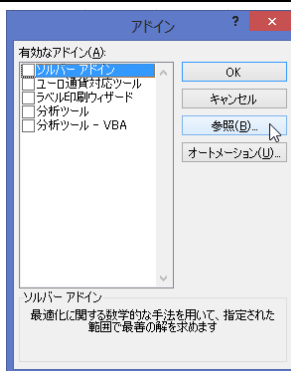 アドイン
?
×
有効なアドイン(A):
ソルバー アドイン
ユーロ通貨対応ツール
ラベル印刷ウィザード
分析ツール
分析ツール - VBA
OK
キャンセル
参照(B)...
オートメーション(U)...
ソルバー アドイン
最適化に関する数学的な手法を用いて、指定された
範囲で最善の解を求めます